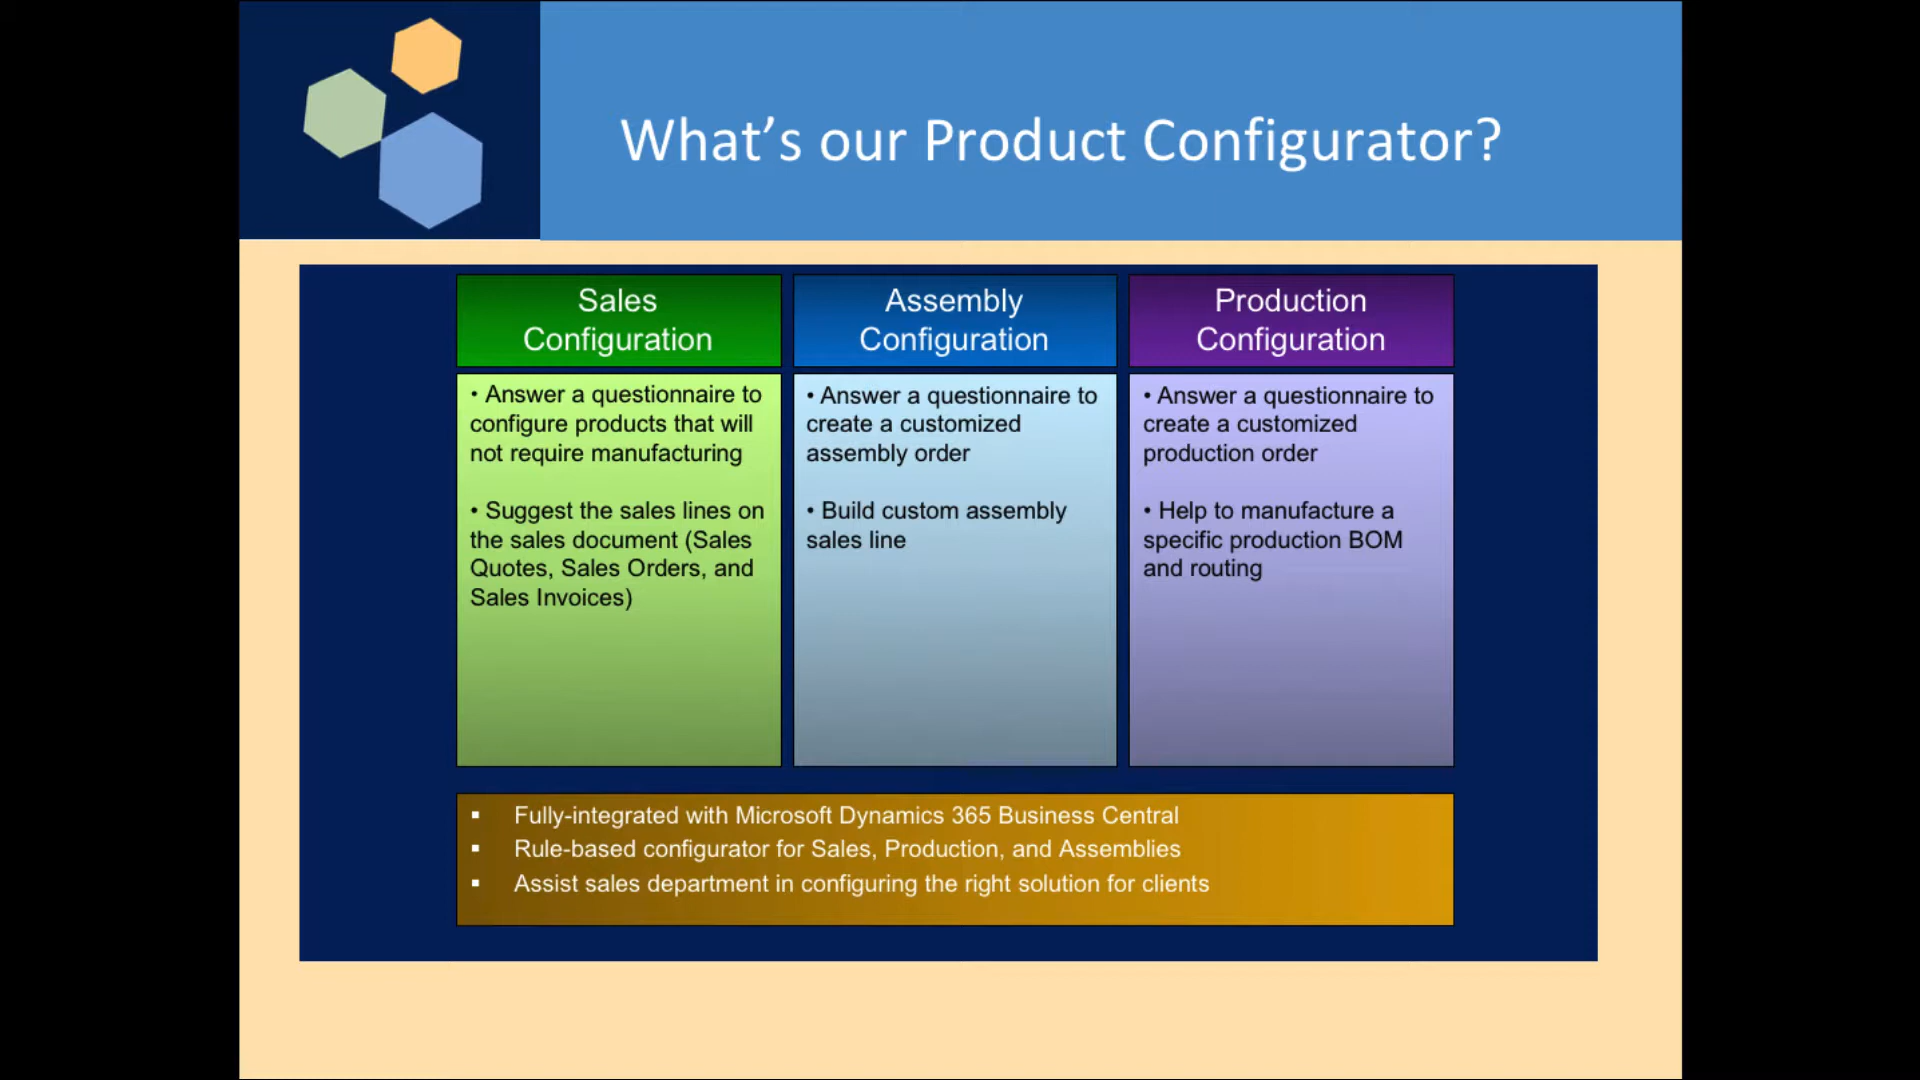 What’s our Product Configurator?
Sales
Configuration
• Answer a questionnaire to
configure products that will
not require manufacturing
• Suggest the sales lines on
the sales document (Sales
Quotes, Sales Orders, and
Sales Invoices)
Assembly
Configuration
• Answer a questionnaire to
create a customized
assembly order
• Build custom assembly
sales line
Production
Configuration
• Answer a questionnaire to
create a customized
production order
• Help to manufacture a
specific production BOM
and routing
▪ Fully-integrated with Microsoft Dynamics 365 Business Central
▪ Rule-based configurator for Sales, Production, and Assemblies
▪ Assist sales department in configuring the right solution for clients